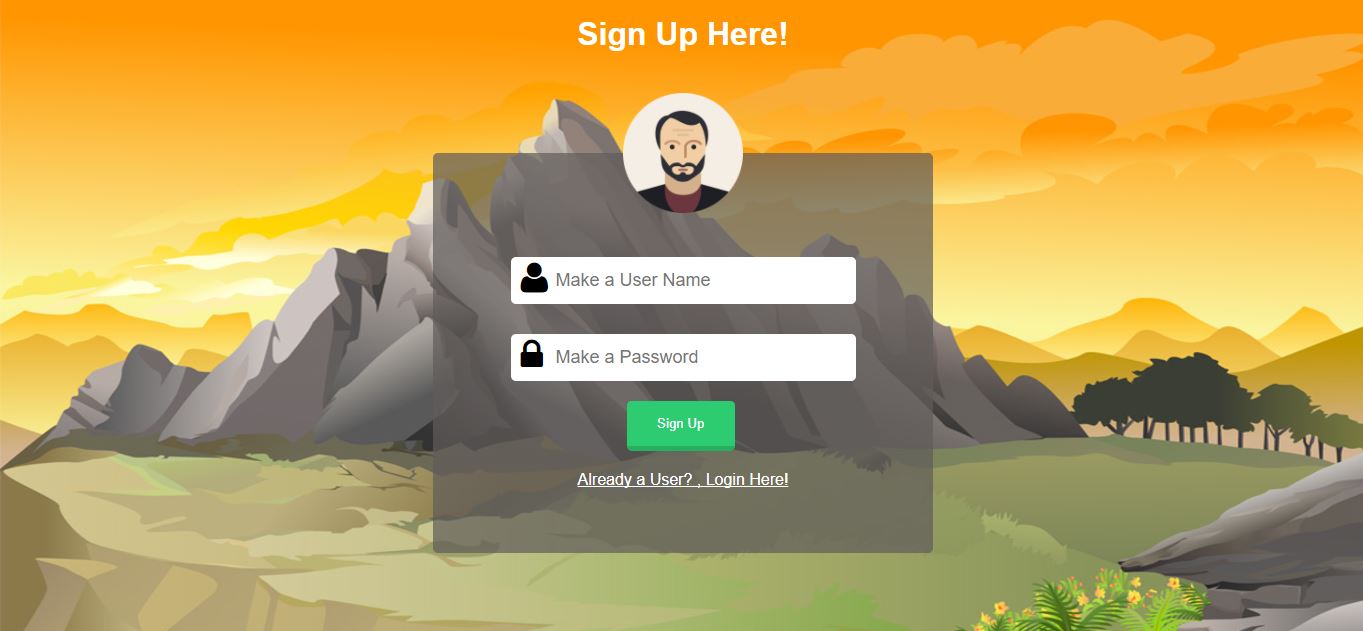 Sign Up Here!
Make a User Name
Make a Password
Sign Up
Already a User? , Login Here!